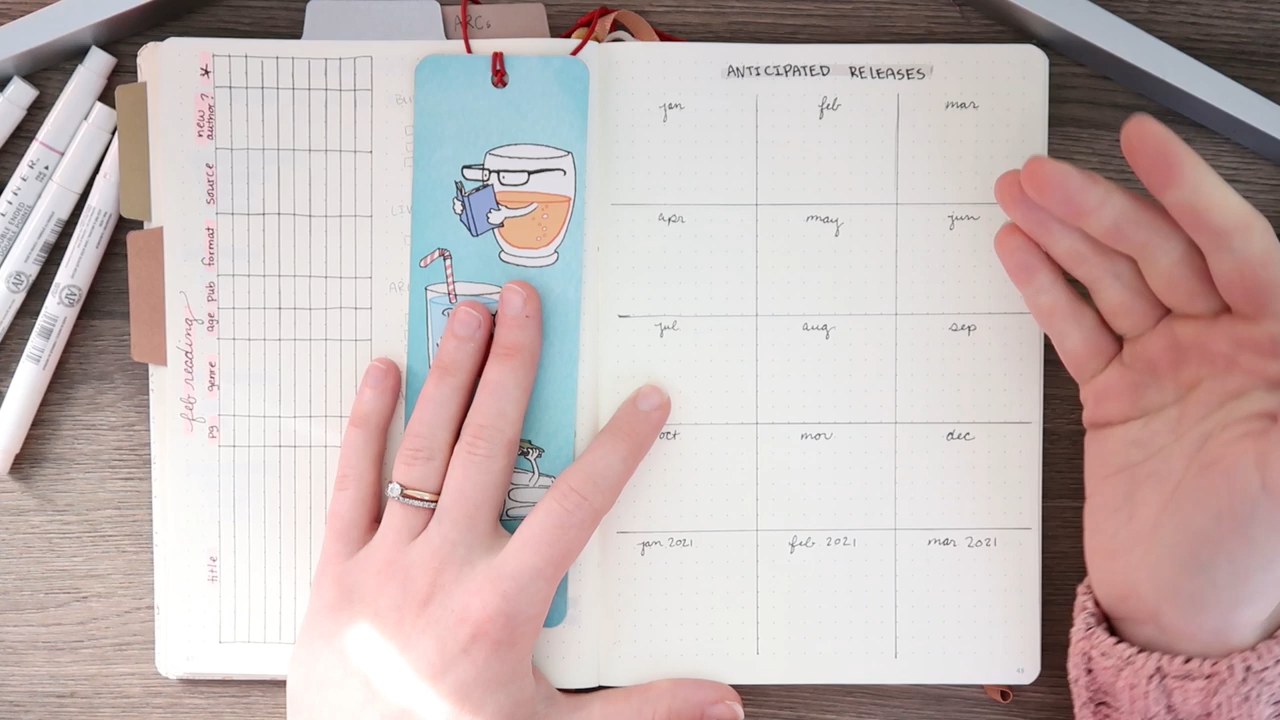 ARCs
ANTICIPATED RELEASES
jan
feb
mar
apr
may
jun
jul
aug
sep
oct
nov
dec
jan 2021
feb 2021
mar 2021
feb reading
title
pg
genre
age
pub
format
source
new author?
*